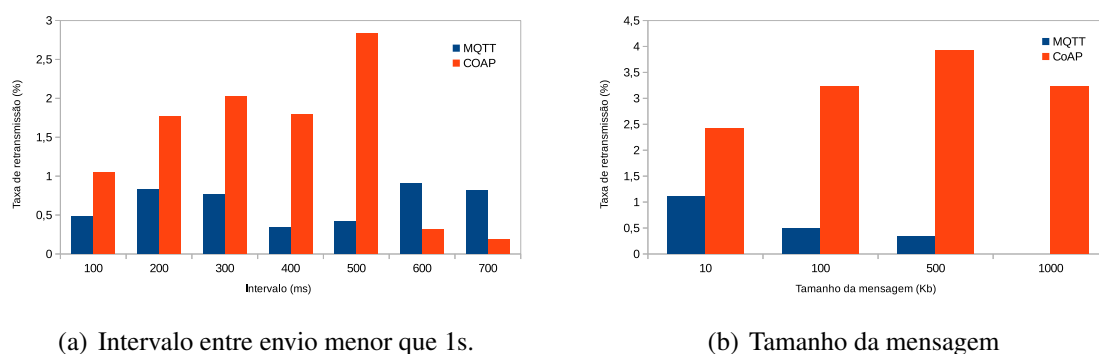 3
2,5
2
1,5
1
0,5
0
Taxa de retransmissão (%)
MQTT
COAP
100 200 300 400 500 600 700
Intervalo (ms)
(a) Intervalo entre envio menor que 1s.
4,5
4
3,5
3
2,5
2
1,5
1
0,5
0
Taxa de retransmissão (%)
MQTT
CoAP
10 100 500 1000
Tamanho da mensagem (Kb)
(b) Tamanho da mensagem